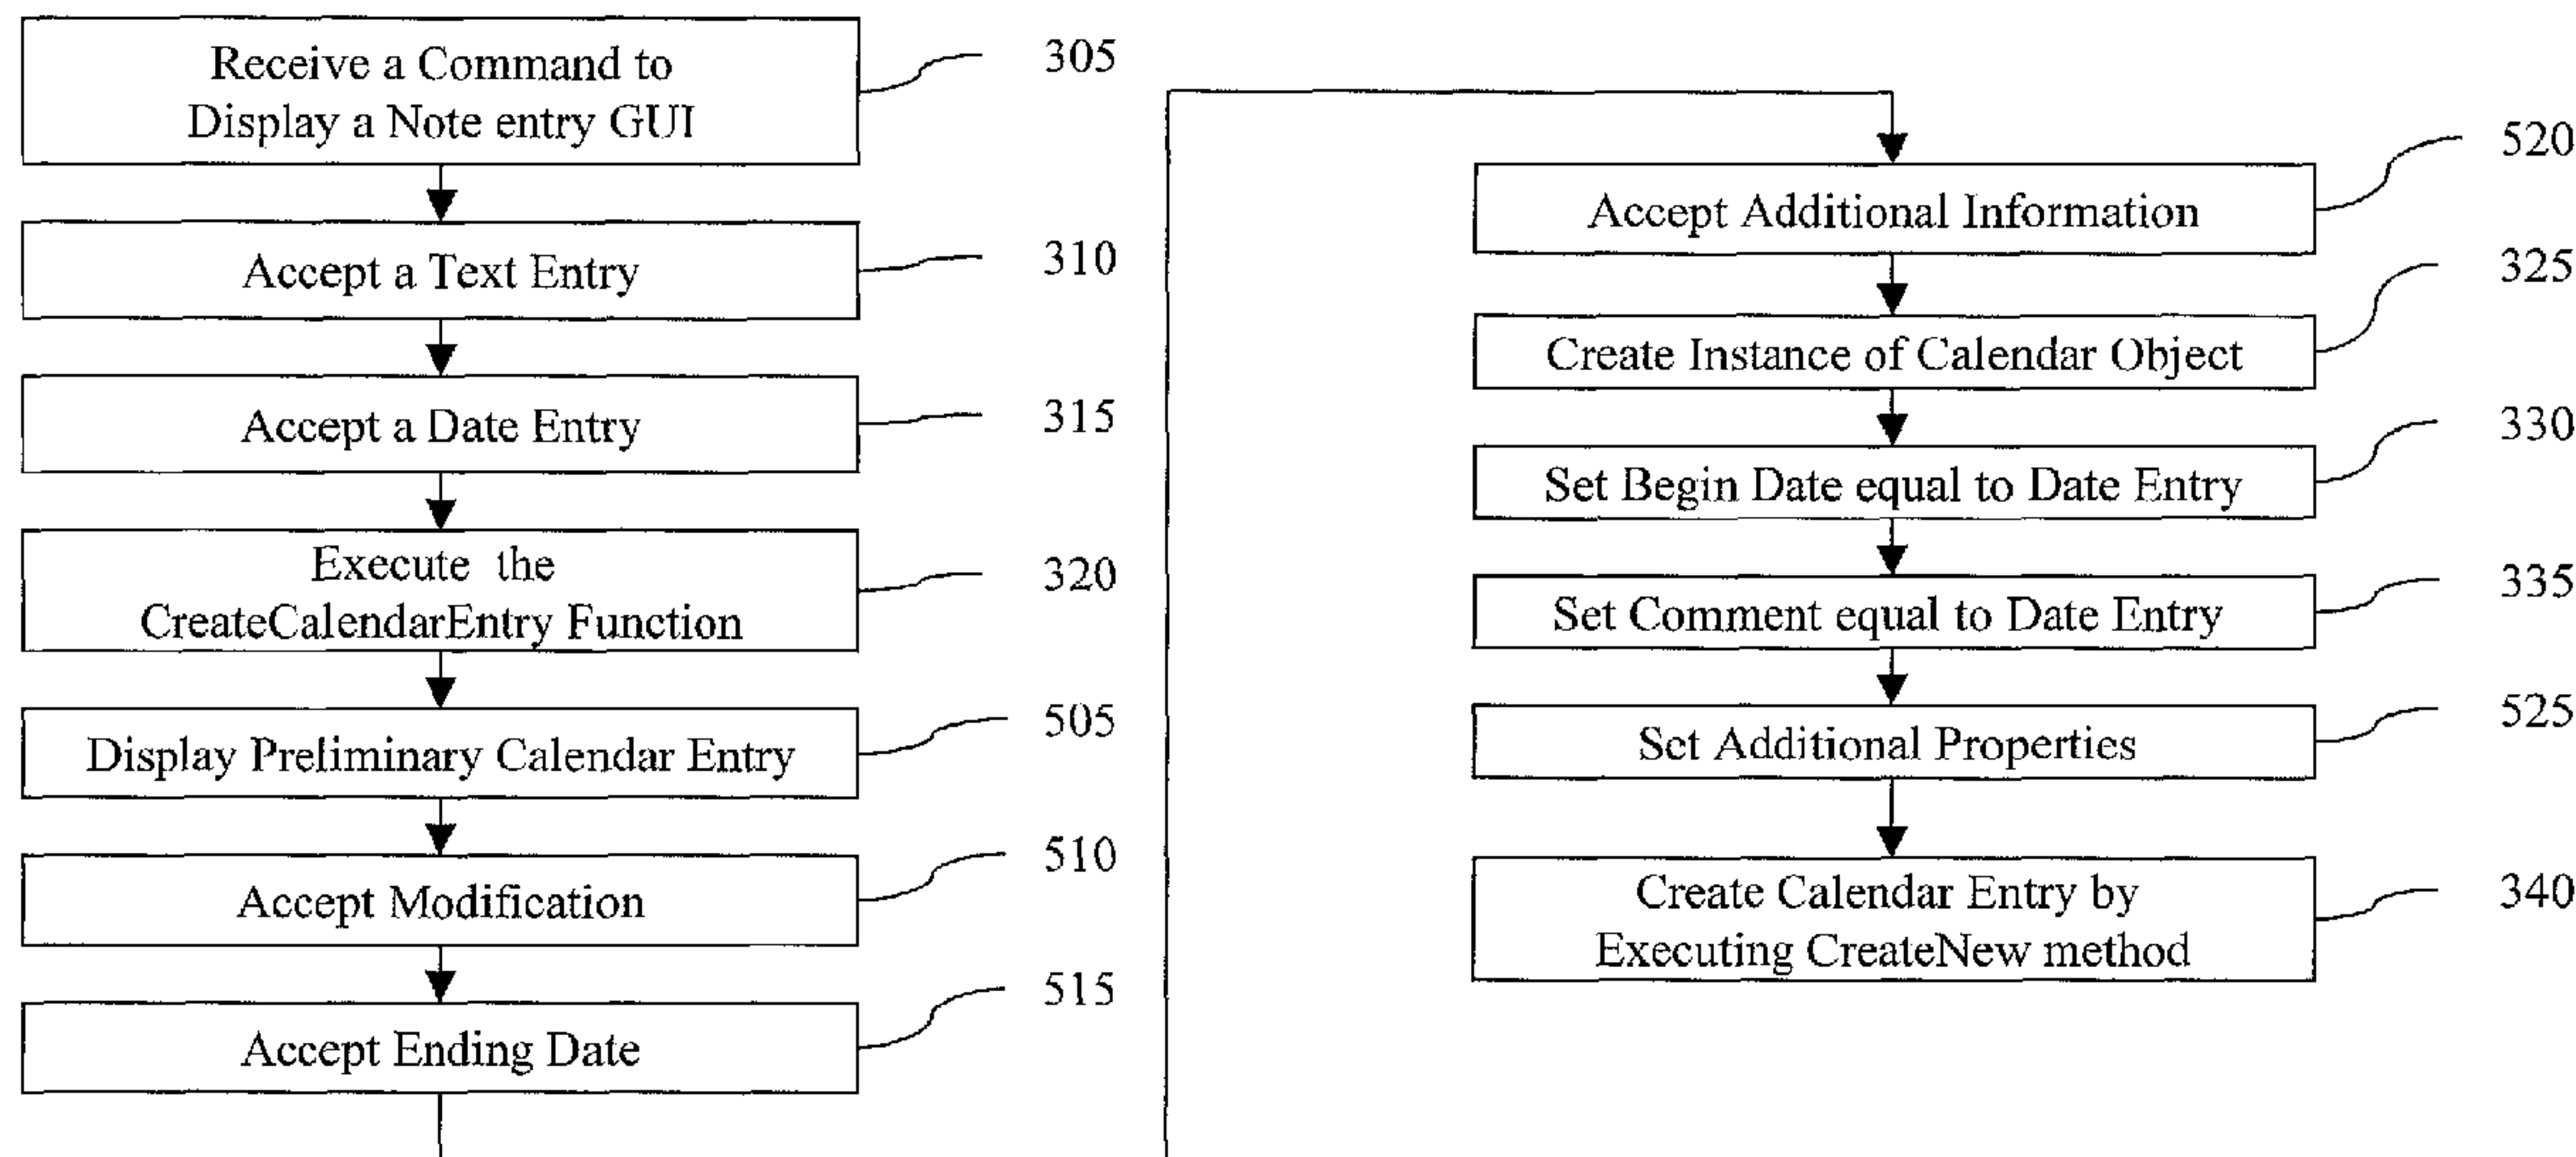 Receive a Command to
Display a Note entry GUI
305
Accept a Text Entry
310
Accept a Date Entry
315
Execute the
CreateCalendarEntry Function
320
Display Preliminary Calendar Entry
505
Accept Modification
510
Accept Ending Date
515
Accept Additional Information
520
Create Instance of Calendar Object
325
Set Begin Date equal to Date Entry
330
Set Comment equal to Date Entry
335
Set Additional Properties
525
Create Calendar Entry by
Executing CreateNew method
340